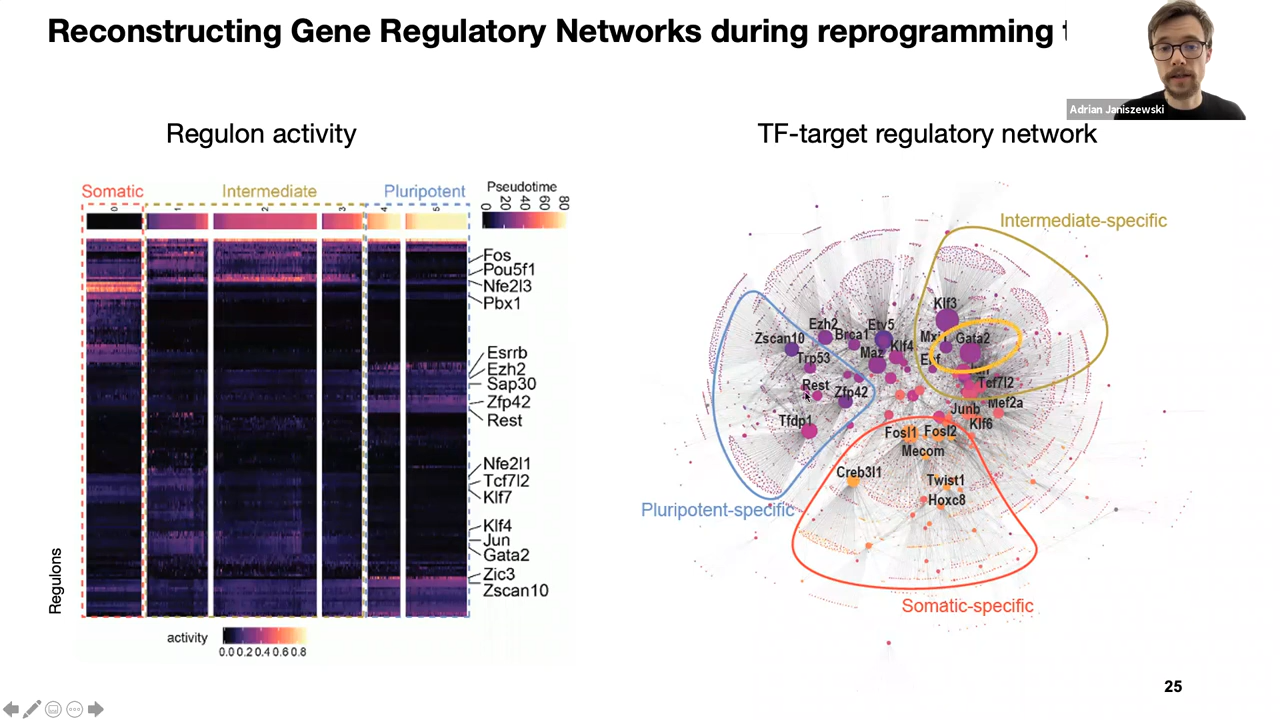 Reconstructing Gene Regulatory Networks during reprogramming
Adrian Janiszewski
Regulon activity
TF-target regulatory network
Somatic
Intermediate
Pluripotent
Pseudotime
0 20 40 60 80
0 1 2 3 4 5
Fos
Pou5f1
Nfe2l3
Pbx1
Esrrb
Ezh2
Sap30
Zfp42
Rest
Nfe2l1
Tcf7l2
Klf7
Klf4
Jun
Gata2
Zic3
Zscan10
Regulons
activity
0.0 0.2 0.4 0.6 0.8
Intermediate-specific
Klf3
Ezh2
Brca1
Etv5
Gata2
Zscan10
Maz
Klf4
Trp53
Rest
Zfp42
Tcf7l2
Junb
Mef2a
Tfdp1
Klf6
Fosl1
Fosl2
Mecom
Creb3l1
Twist1
Hoxc8
Pluripotent-specific
Somatic-specific
25